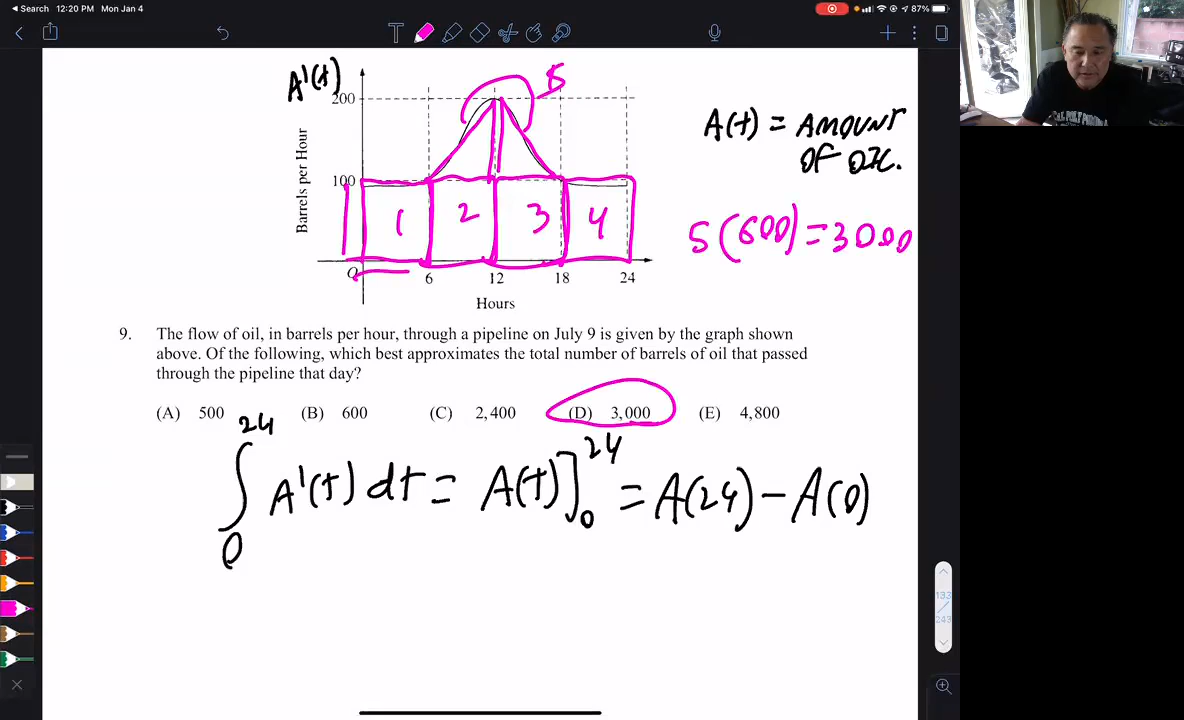 Search 12:20 PM Mon Jan 4
87%
A'(t)
200
100
Barrels per Hour
5
1 2 3 4
O 6 12 18 24
Hours
A(t) = AMOUNT
OF OIL.
5(600)=3000
9. The flow of oil, in barrels per hour, through a pipeline on July 9 is given by the graph shown
above. Of the following, which best approximates the total number of barrels of oil that passed
through the pipeline that day?
(A) 500 (B) 600 (C) 2,400 (D) 3,000 (E) 4,800
∫₀²⁴ A'(t) dt = A(t)]₀²⁴ = A(24) − A(0)
133
243